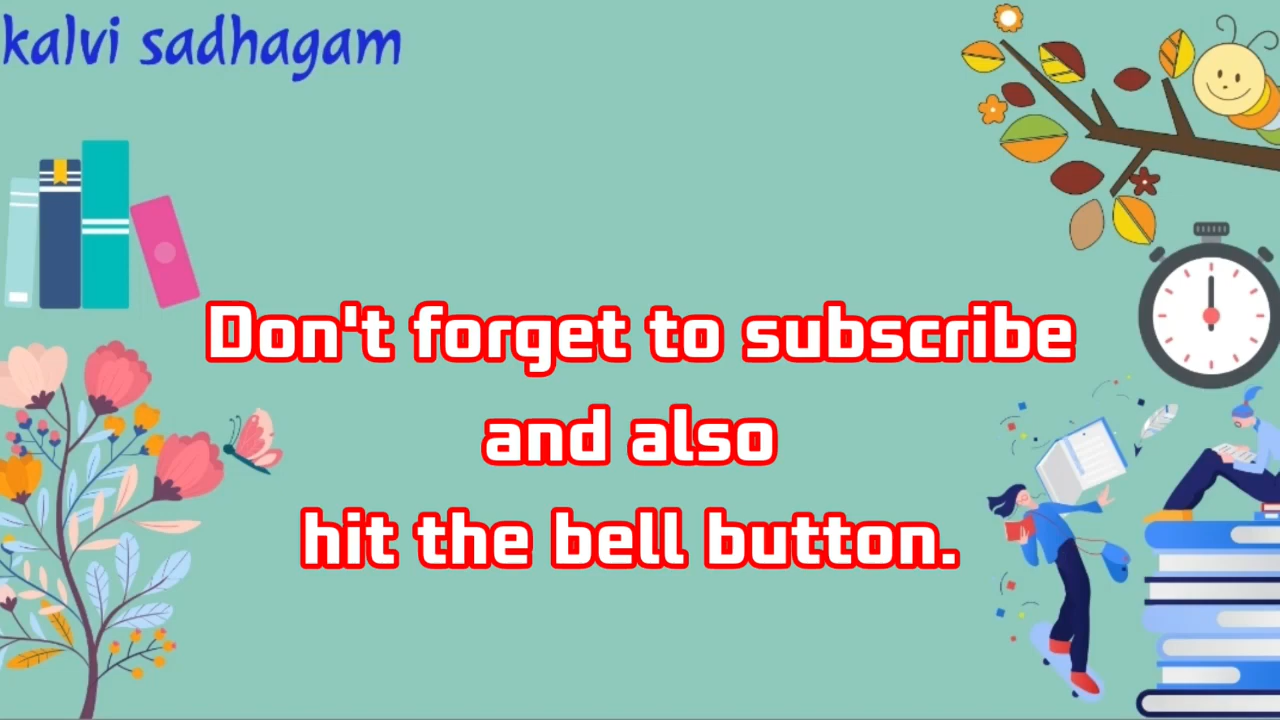 kalvi sadhagam
Don't forget to subscribe
and also
hit the bell button.